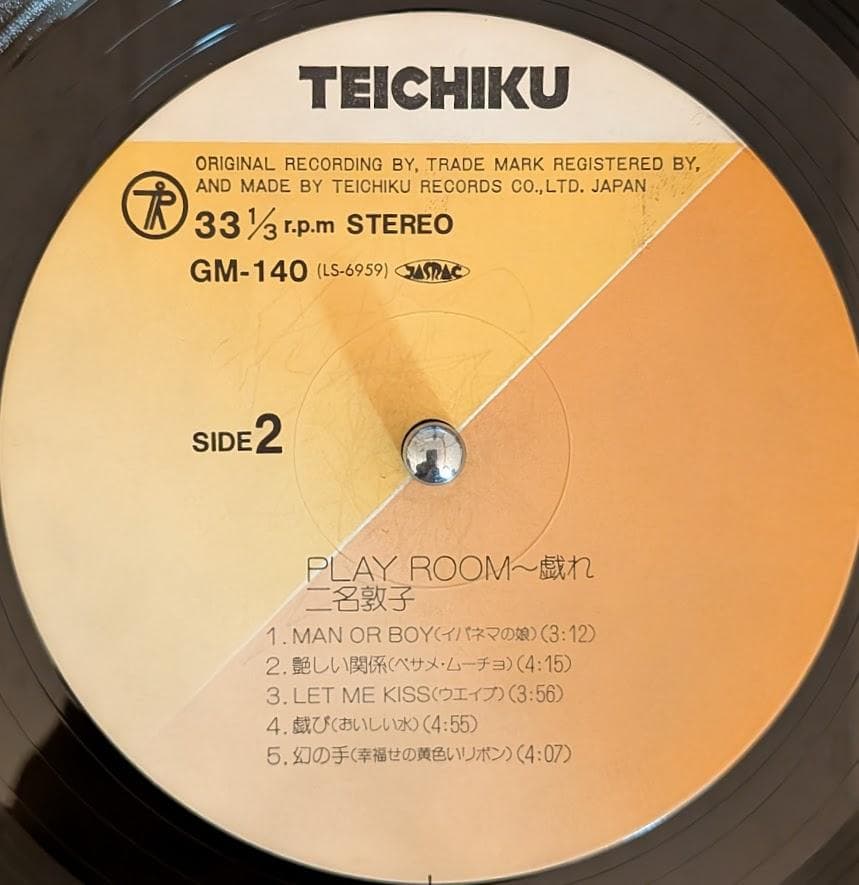 TEICHIKU
ORIGINAL RECORDING BY, TRADE MARK REGISTERED BY,
AND MADE BY TEICHIKU RECORDS CO.,LTD. JAPAN
33 1/3 r.p.m STEREO
GM-140 (LS-6959) JASRAC
SIDE 2
PLAY ROOM〜戯れ
二名敦子
1. MAN OR BOY(イパネマの娘)(3:12)
2. 艶しい関係(ベサメ・ムーチョ)(4:15)
3. LET ME KISS(ウエイブ)(3:56)
4.戯び(おいしい水)(4:55)
5. 幻の手(幸福せの黄色いリボン)(4:07)